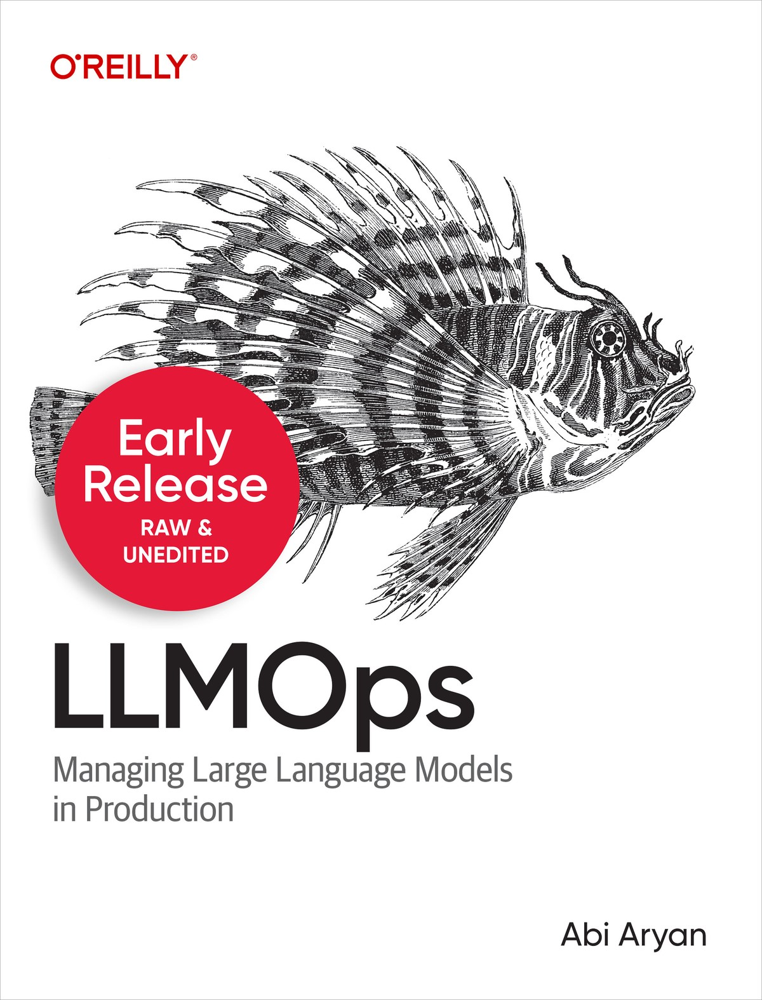 O'REILLY®
Early
Release
RAW &
UNEDITED
LLMOps
Managing Large Language Models
in Production
Abi Aryan